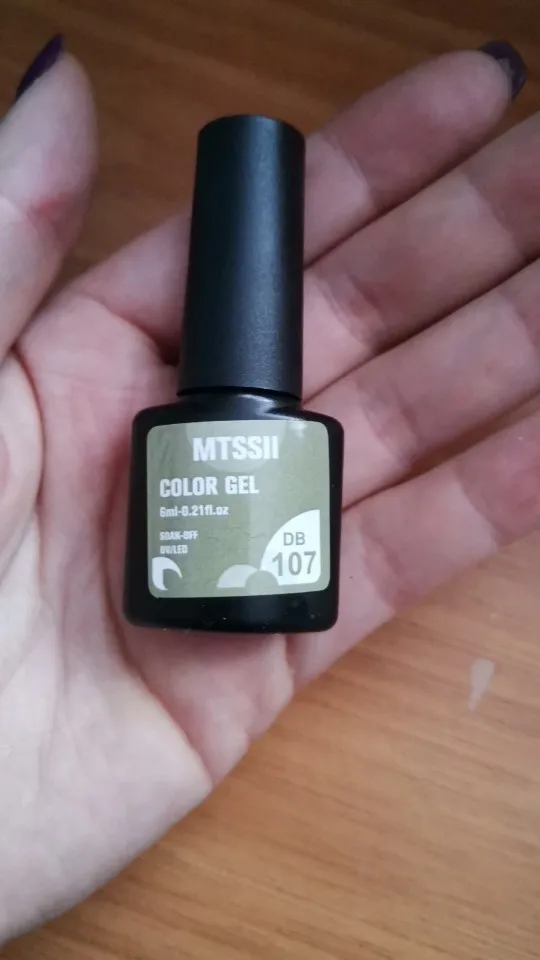 MTSSII
COLOR GEL
6ml-0.21fl.oz
SOAK-OFF
UV/LED
DB
107